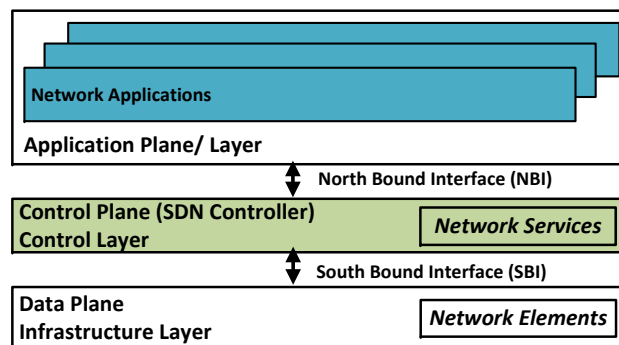 Network Applications
Application Plane/ Layer
North Bound Interface (NBI)
Control Plane (SDN Controller)
Control Layer
Network Services
South Bound Interface (SBI)
Data Plane
Infrastructure Layer
Network Elements